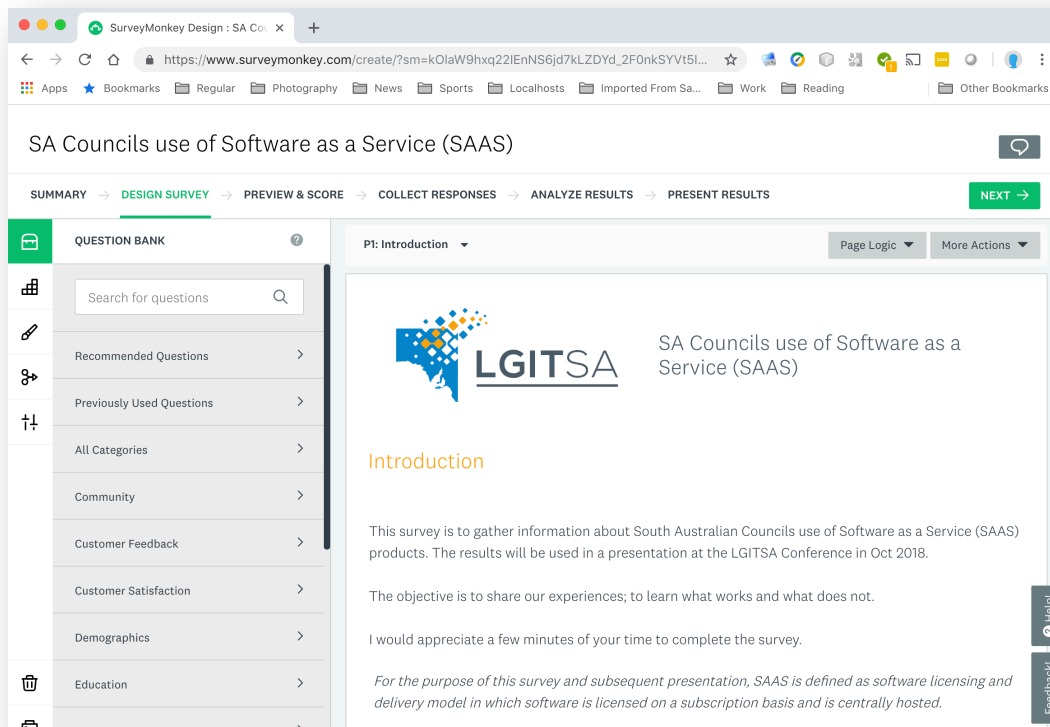 SurveyMonkey Design : SA Cou
https://www.surveymonkey.com/create/?sm=kOlaW9hxq22lEnNS6jd7kLZDYd_2F0nkSYVt5I...
Apps Bookmarks Regular Photography News Sports Localhosts Imported From Sa... Work Reading Other Bookmarks
SA Councils use of Software as a Service (SAAS)
SUMMARY DESIGN SURVEY PREVIEW & SCORE COLLECT RESPONSES ANALYZE RESULTS PRESENT RESULTS NEXT
QUESTION BANK
P1: Introduction
Page Logic
More Actions
Search for questions
Recommended Questions
Previously Used Questions
All Categories
Community
Customer Feedback
Customer Satisfaction
Demographics
Education
LGITSA
SA Councils use of Software as a
Service (SAAS)
Introduction
This survey is to gather information about South Australian Councils use of Software as a Service (SAAS)
products. The results will be used in a presentation at the LGITSA Conference in Oct 2018.
The objective is to share our experiences; to learn what works and what does not.
I would appreciate a few minutes of your time to complete the survey.
For the purpose of this survey and subsequent presentation, SAAS is defined as software licensing and
delivery model in which software is licensed on a subscription basis and is centrally hosted.
Help!
Feedback!